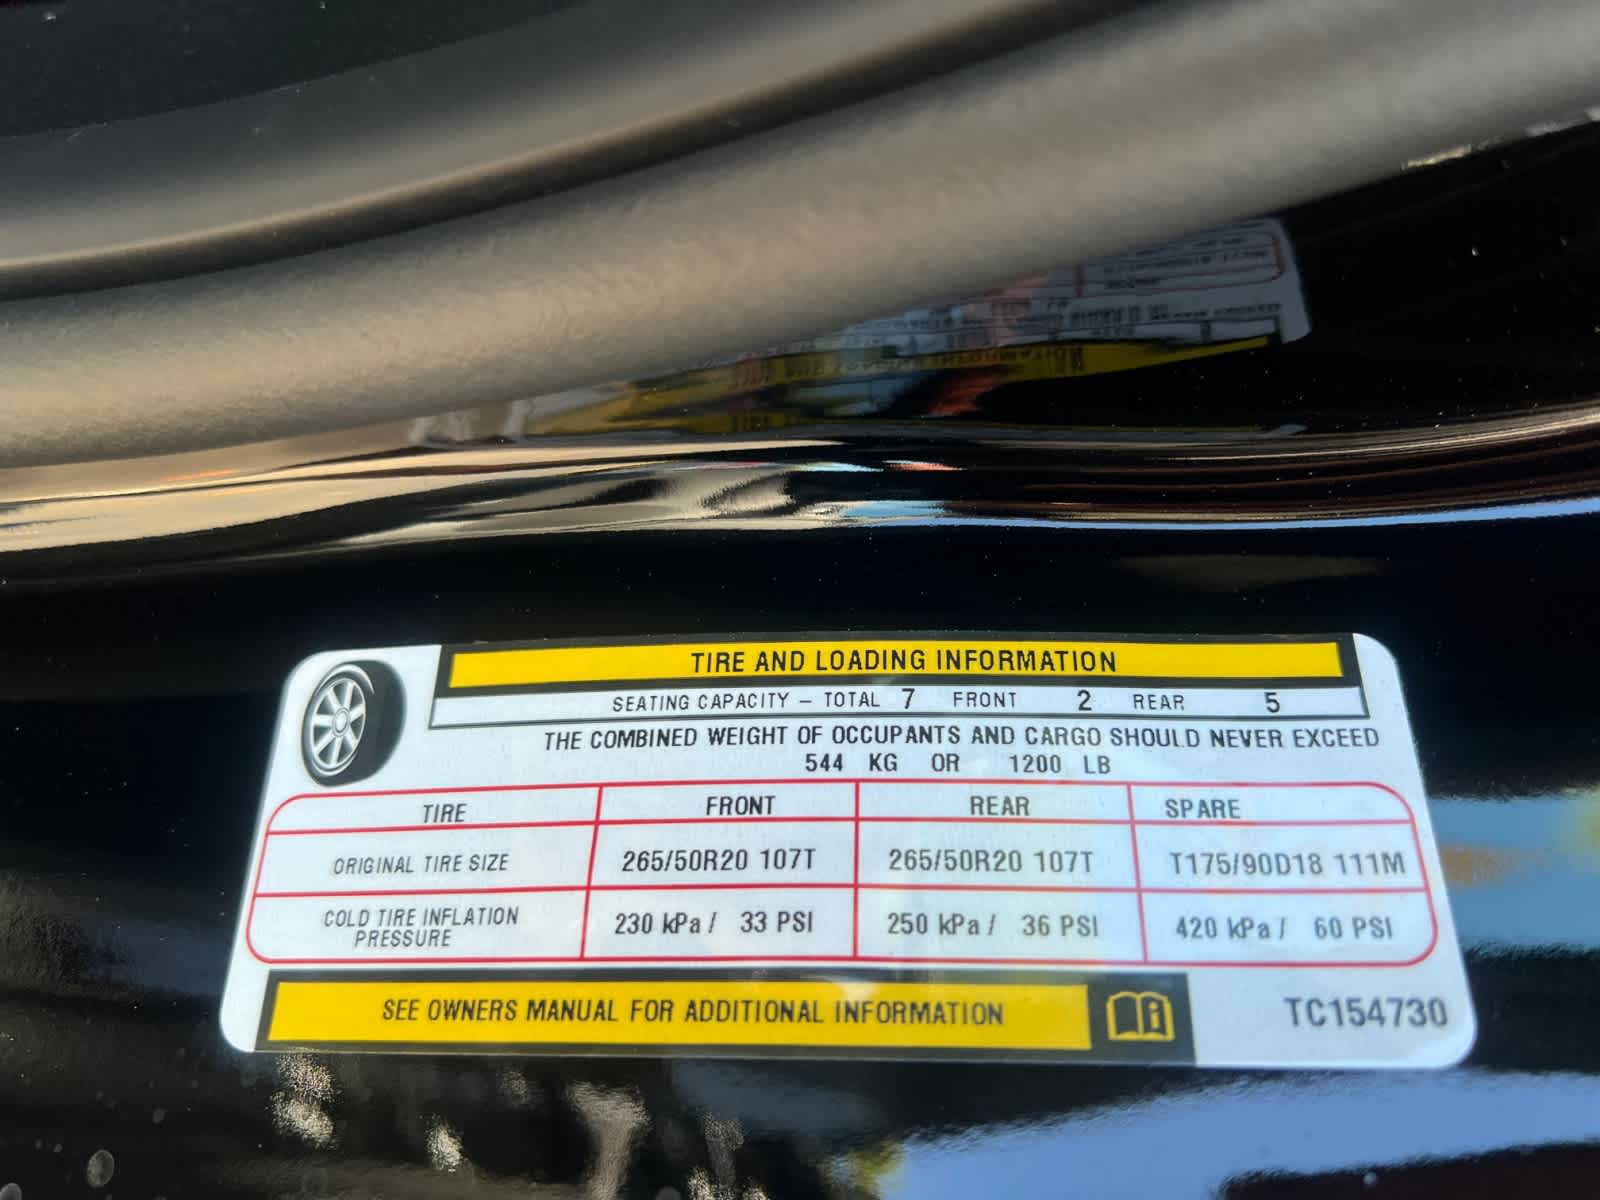 TIRE AND LOADING INFORMATION
SEATING CAPACITY – TOTAL 7 FRONT 2 REAR 5
THE COMBINED WEIGHT OF OCCUPANTS AND CARGO SHOULD NEVER EXCEED
544 KG OR 1200 LB
TIRE FRONT REAR SPARE
ORIGINAL TIRE SIZE 265/50R20 107T 265/50R20 107T T175/90D18 111M
COLD TIRE INFLATION
PRESSURE 230 kPa / 33 PSI 250 kPa / 36 PSI 420 kPa / 60 PSI
SEE OWNERS MANUAL FOR ADDITIONAL INFORMATION
TC154730